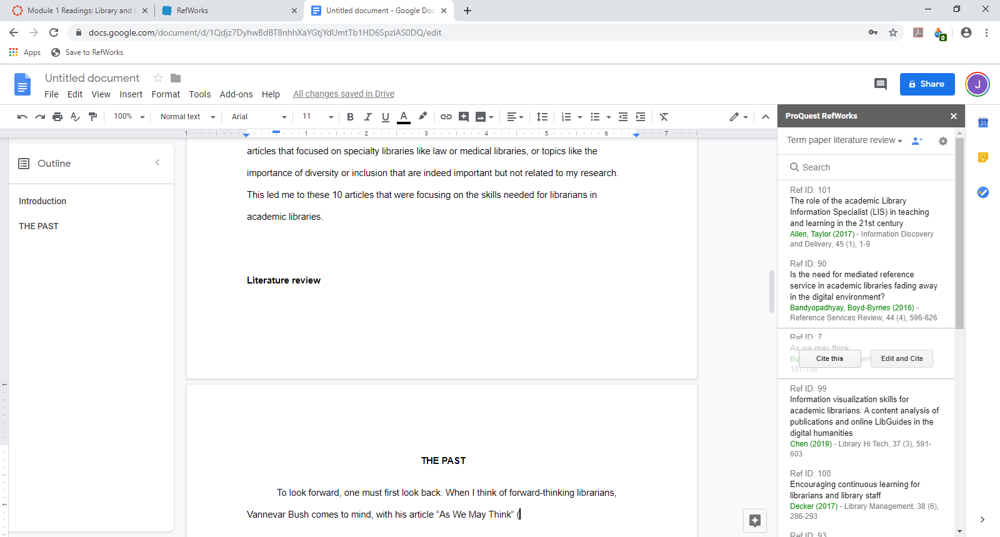 Module 1 Readings: Library and
RefWorks
Untitled document - Google Doc
docs.google.com/document/d/1Qdjz7DyhwBdBT8nhhXaYGtjYdUmtTb1HD6SpzlAS0DQ/edit
0
Apps
Save to RefWorks
Untitled document
File Edit View Insert Format Tools Add-ons Help All changes saved in Drive
Share
J
100% Normal text Arial 11 B I U A
1 1 2 3 4 5 6 7
Outline
Introduction
THE PAST
articles that focused on specialty libraries like law or medical libraries, or topics like the
importance of diversity or inclusion that are indeed important but not related to my research.
This led me to these 10 articles that were focusing on the skills needed for librarians in
academic libraries.
Literature review
THE PAST
To look forward, one must first look back. When I think of forward-thinking librarians,
Vannevar Bush comes to mind, with his article “As We May Think” (
1
1
ProQuest RefWorks
Term paper literature review
Search
Ref ID: 101
The role of the academic Library
Information Specialist (LIS) in teaching
and learning in the 21st century
Allen, Taylor (2017) - Information Discovery
and Delivery, 45 (1), 1-9
Ref ID: 90
Is the need for mediated reference
service in academic libraries fading away
in the digital environment?
Bandyopadhyay, Boyd-Byrnes (2016) -
Reference Services Review, 44 (4), 596-626
Ref ID: 7
As we may think
Bu
Cite this
ant
Edit and Cite
101-108
Ref ID: 99
Information visualization skills for
academic librarians: A content analysis of
publications and online LibGuides in the
digital humanities
Chen (2019) - Library Hi Tech, 37 (3), 591-
603
Ref ID: 100
Encouraging continuous learning for
librarians and library staff
Decker (2017) - Library Management, 38 (6),
286-293
Ref ID: 93
31